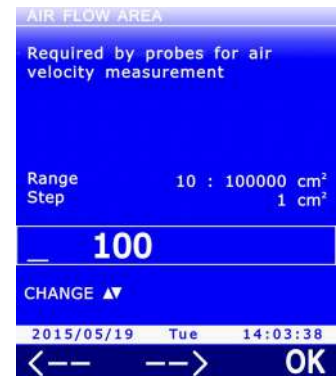 AIR FLOW AREA
Required by probes for air
velocity measurement
Range 10 : 100000 cm²
Step 1 cm²
_ 100
CHANGE ▲▼
2015/05/19 Tue 14:03:38
<-- --> OK